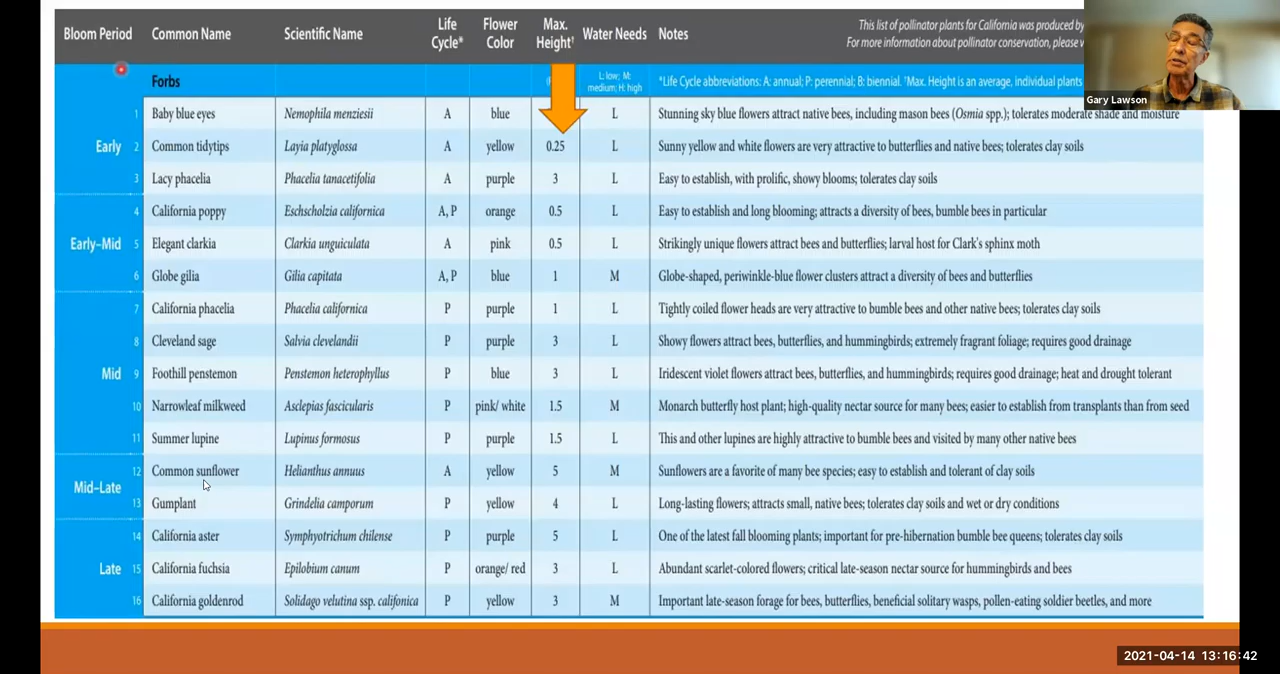 Bloom Period Common Name Scientific Name Life Cycle* Flower Color Max. Height† Water Needs Notes
This list of pollinator plants for California was produced by
For more information about pollinator conservation, please
Forbs L: low; M: medium; H: high *Life Cycle abbreviations: A: annual; P: perennial; B: biennial. †Max. Height is an average, individual plants
Gary Lawson
1 Baby blue eyes Nemophila menziesii A blue L Stunning sky blue flowers attract native bees, including mason bees (Osmia spp.); tolerates moderate shade and moisture
Early 2 Common tidytips Layia platyglossa A yellow 0.25 L Sunny yellow and white flowers are very attractive to butterflies and native bees; tolerates clay soils
3 Lacy phacelia Phacelia tanacetifolia A purple 3 L Easy to establish, with prolific, showy blooms; tolerates clay soils
4 California poppy Eschscholzia californica A, P orange 0.5 L Easy to establish and long blooming; attracts a diversity of bees, bumble bees in particular
Early–Mid 5 Elegant clarkia Clarkia unguiculata A pink 0.5 L Strikingly unique flowers attract bees and butterflies; larval host for Clark's sphinx moth
6 Globe gilia Gilia capitata A, P blue 1 M Globe-shaped, periwinkle-blue flower clusters attract a diversity of bees and butterflies
7 California phacelia Phacelia californica P purple 1 L Tightly coiled flower heads are very attractive to bumble bees and other native bees; tolerates clay soils
8 Cleveland sage Salvia clevelandii P purple 3 L Showy flowers attract bees, butterflies, and hummingbirds; extremely fragrant foliage; requires good drainage
Mid 9 Foothill penstemon Penstemon heterophyllus P blue 3 L Iridescent violet flowers attract bees, butterflies, and hummingbirds; requires good drainage; heat and drought tolerant
10 Narrowleaf milkweed Asclepias fascicularis P pink/ white 1.5 M Monarch butterfly host plant; high-quality nectar source for many bees; easier to establish from transplants than from seed
11 Summer lupine Lupinus formosus P purple 1.5 L This and other lupines are highly attractive to bumble bees and visited by many other native bees
12 Common sunflower Helianthus annuus A yellow 5 M Sunflowers are a favorite of many bee species; easy to establish and tolerant of clay soils
Mid–Late
13 Gumplant Grindelia camporum P yellow 4 L Long-lasting flowers; attracts small, native bees; tolerates clay soils and wet or dry conditions
14 California aster Symphyotrichum chilense P purple 5 L One of the latest fall blooming plants; important for pre-hibernation bumble bee queens; tolerates clay soils
Late 15 California fuchsia Epilobium canum P orange/ red 3 L Abundant scarlet-colored flowers; critical late-season nectar source for hummingbirds and bees
16 California goldenrod Solidago velutina ssp. califonica P yellow 3 M Important late-season forage for bees, butterflies, beneficial solitary wasps, pollen-eating soldier beetles, and more
2021-04-14 13:16:42